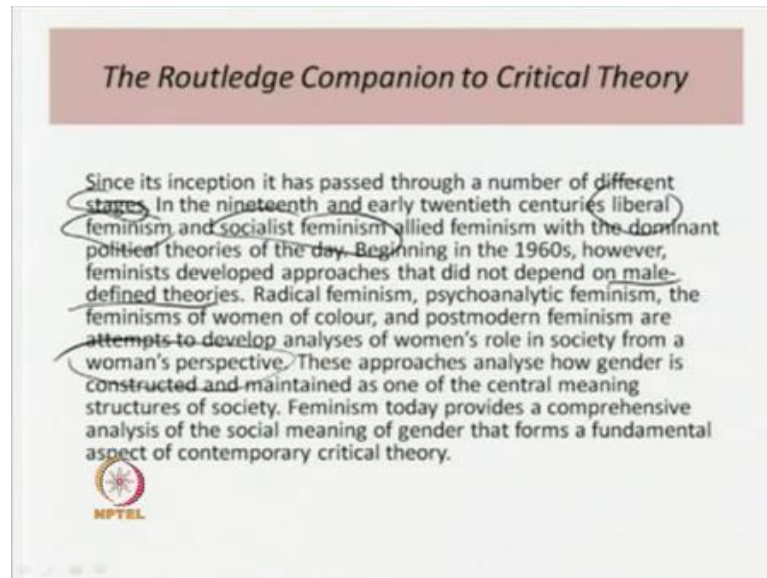 The Routledge Companion to Critical Theory
Since its inception it has passed through a number of different
stages. In the nineteenth and early twentieth centuries liberal
feminism and socialist feminism allied feminism with the dominant
political theories of the day. Beginning in the 1960s, however,
feminists developed approaches that did not depend on male-
defined theories. Radical feminism, psychoanalytic feminism, the
feminisms of women of colour, and postmodern feminism are
attempts to develop analyses of women's role in society from a
woman's perspective. These approaches analyse how gender is
constructed and maintained as one of the central meaning
structures of society. Feminism today provides a comprehensive
analysis of the social meaning of gender that forms a fundamental
aspect of contemporary critical theory.
NPTEL